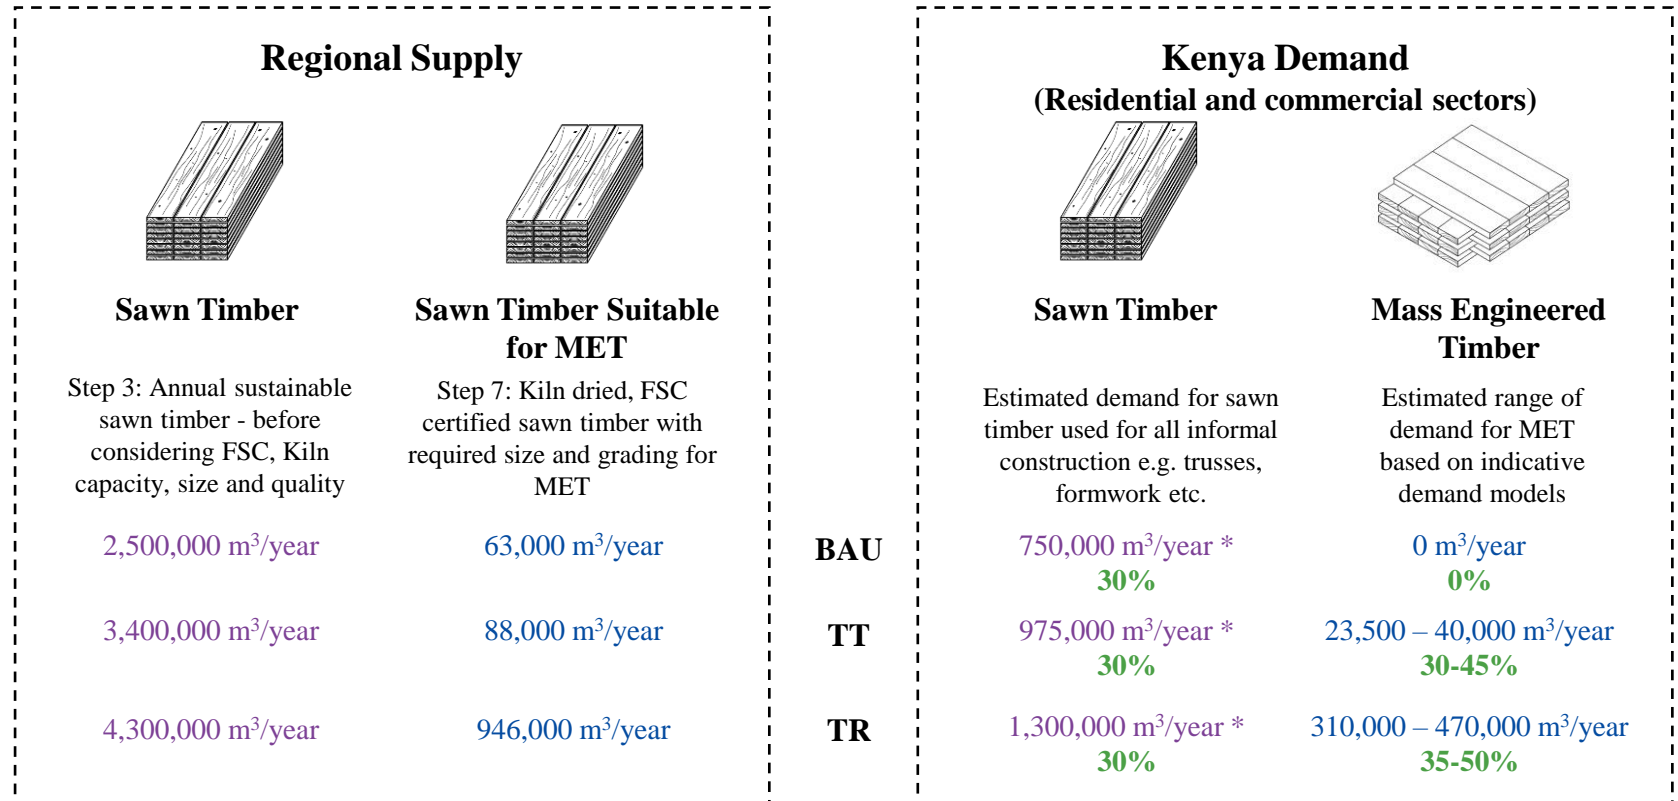 Regional Supply
Sawn Timber
Step 3: Annual sustainable
sawn timber - before
considering FSC, Kiln
capacity, size and quality
2,500,000 m³/year
3,400,000 m³/year
4,300,000 m³/year
Sawn Timber Suitable
for MET
Step 7: Kiln dried, FSC
certified sawn timber with
required size and grading for
MET
63,000 m³/year
88,000 m³/year
946,000 m³/year
BAU
TT
TR
Kenya Demand
(Residential and commercial sectors)
Sawn Timber
Estimated demand for sawn
timber used for all informal
construction e.g. trusses,
formwork etc.
750,000 m³/year *
30%
975,000 m³/year *
30%
1,300,000 m³/year *
30%
Mass Engineered
Timber
Estimated range of
demand for MET
based on indicative
demand models
0 m³/year
0%
23,500 – 40,000 m³/year
30-45%
310,000 – 470,000 m³/year
35-50%